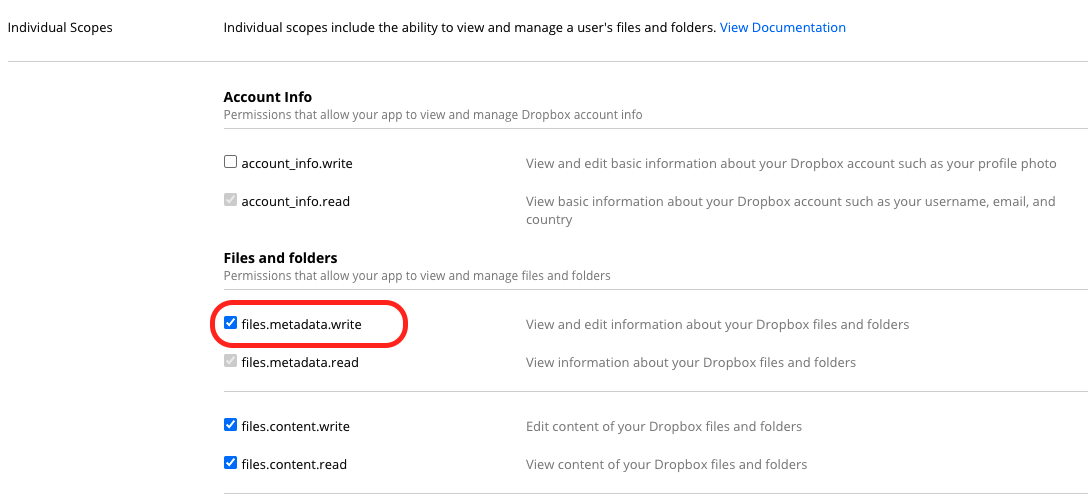 Individual Scopes
Individual scopes include the ability to view and manage a user's files and folders. View Documentation
Account Info
Permissions that allow your app to view and manage Dropbox account info
account_info.write
View and edit basic information about your Dropbox account such as your profile photo
account_info.read
View basic information about your Dropbox account such as your username, email, and
country
Files and folders
Permissions that allow your app to view and manage files and folders
files.metadata.write
View and edit information about your Dropbox files and folders
files.metadata.read
View information about your Dropbox files and folders
files.content.write
Edit content of your Dropbox files and folders
files.content.read
View content of your Dropbox files and folders